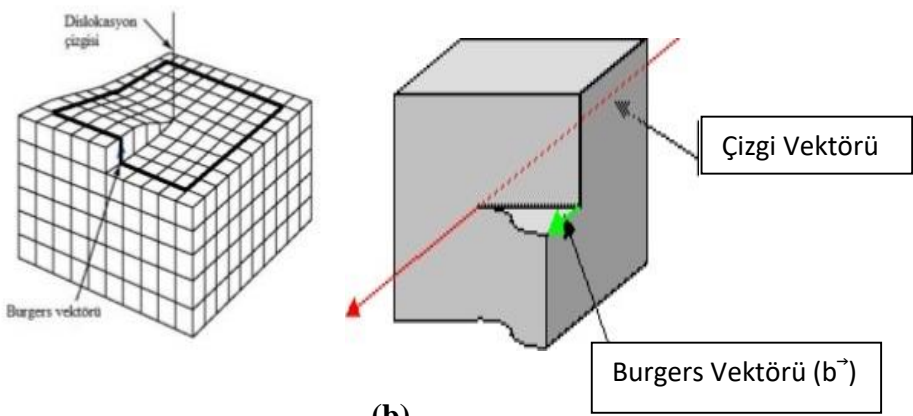 Dislokasyon
çizgisi
Burgers vektörü
Çizgi Vektörü
Burgers Vektörü (b→)
(b)